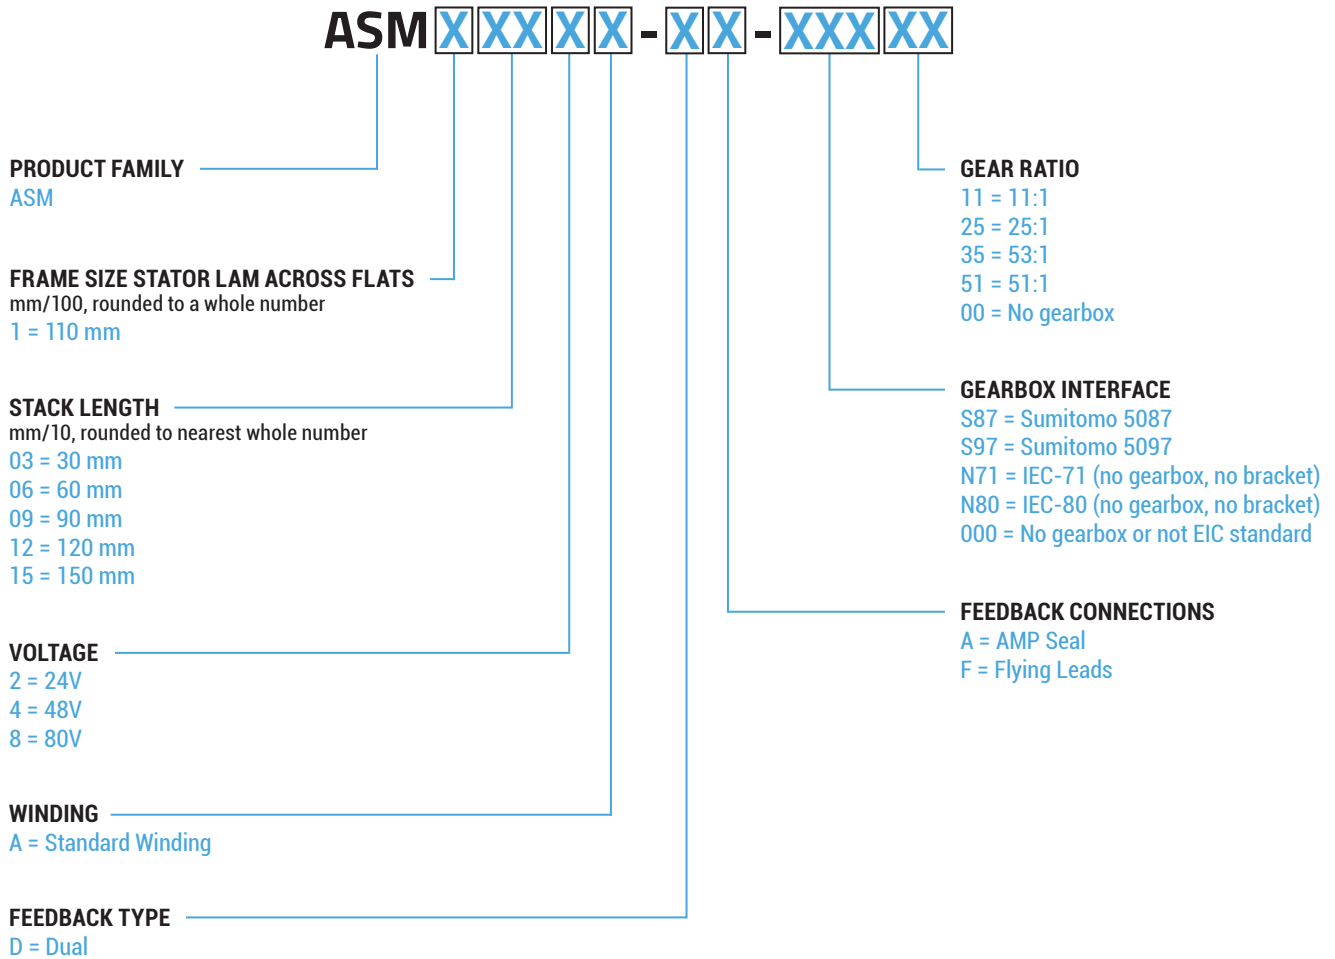 ASM X XX X X - X X - XXX XX
PRODUCT FAMILY
ASM
FRAME SIZE STATOR LAM ACROSS FLATS
mm/100, rounded to a whole number
1 = 110 mm
STACK LENGTH
mm/10, rounded to nearest whole number
03 = 30 mm
06 = 60 mm
09 = 90 mm
12 = 120 mm
15 = 150 mm
VOLTAGE
2 = 24V
4 = 48V
8 = 80V
WINDING
A = Standard Winding
FEEDBACK TYPE
D = Dual
GEAR RATIO
11 = 11:1
25 = 25:1
35 = 53:1
51 = 51:1
00 = No gearbox
GEARBOX INTERFACE
S87 = Sumitomo 5087
S97 = Sumitomo 5097
N71 = IEC-71 (no gearbox, no bracket)
N80 = IEC-80 (no gearbox, no bracket)
000 = No gearbox or not EIC standard
FEEDBACK CONNECTIONS
A = AMP Seal
F = Flying Leads